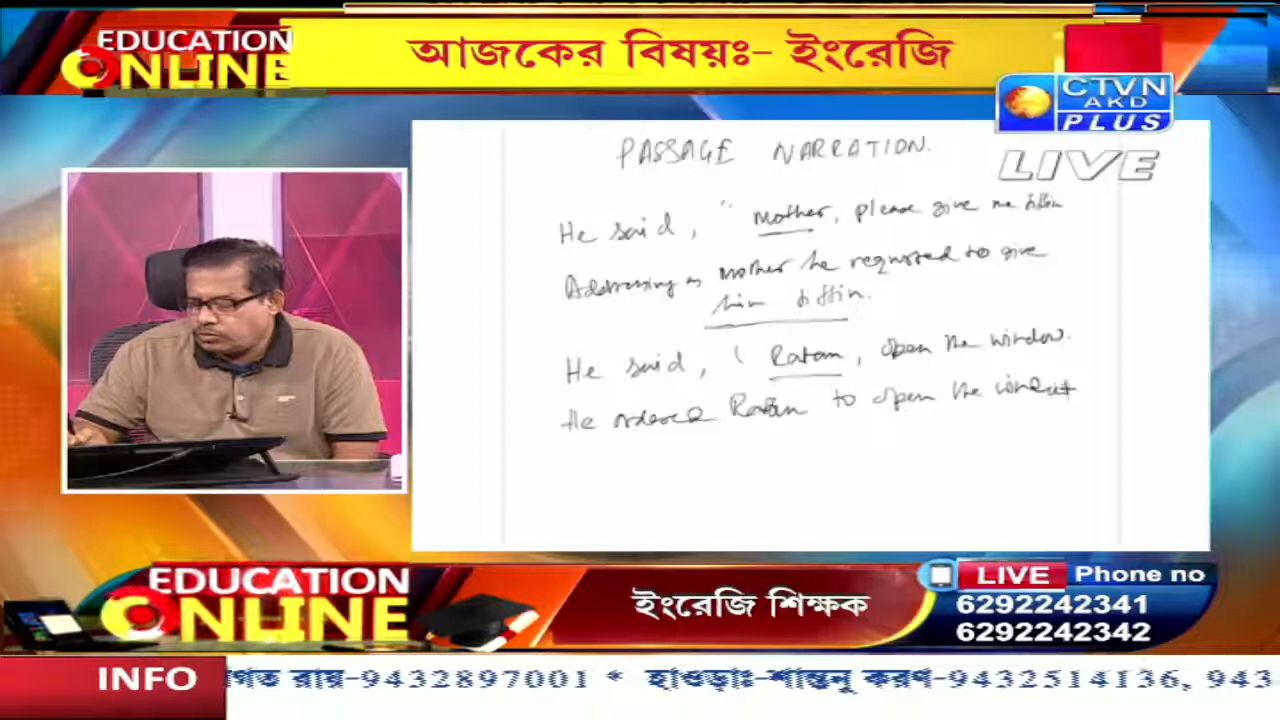 EDUCATION
ONLINE
আজকের বিষয়ঃ- ইংরেজি
CTVN
AKD
PLUS
LIVE
PASSAGE NARRATION.
He said, " Mother, please give me tiffin
Addressing as Mother he requested to give
him tiffin.
He said, ( Ratan, open the window.
He ordered Ratan to open the
EDUCATION
ONLINE
ইংরেজি শিক্ষক
LIVE Phone no
6292242341
6292242342
INFO
গত রায়-9432897001 * হাওড়াঃ-শান্তনু করণ-9432514136, 943